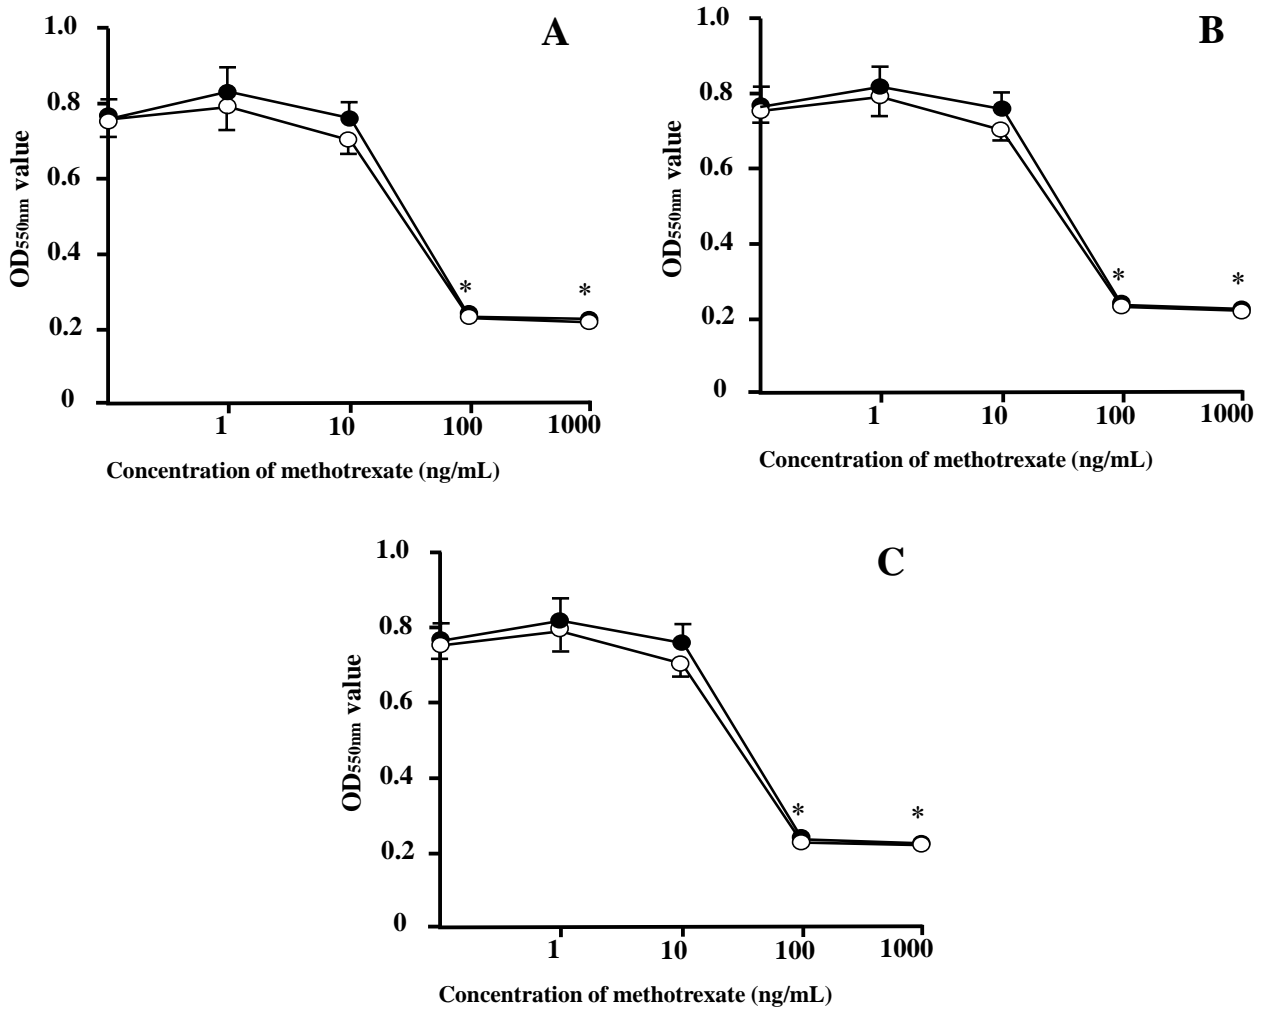 A
1.0
0.8
0.6
0.4
0.2
0
OD550nm value
*
*
1 10 100 1000
Concentration of methotrexate (ng/mL)
B
1.0
0.8
0.6
0.4
0.2
0
OD550nm value
*
*
1 10 100 1000
Concentration of methotrexate (ng/mL)
C
1.0
0.8
0.6
0.4
0.2
0
OD550nm value
*
*
1 10 100 1000
Concentration of methotrexate (ng/mL)